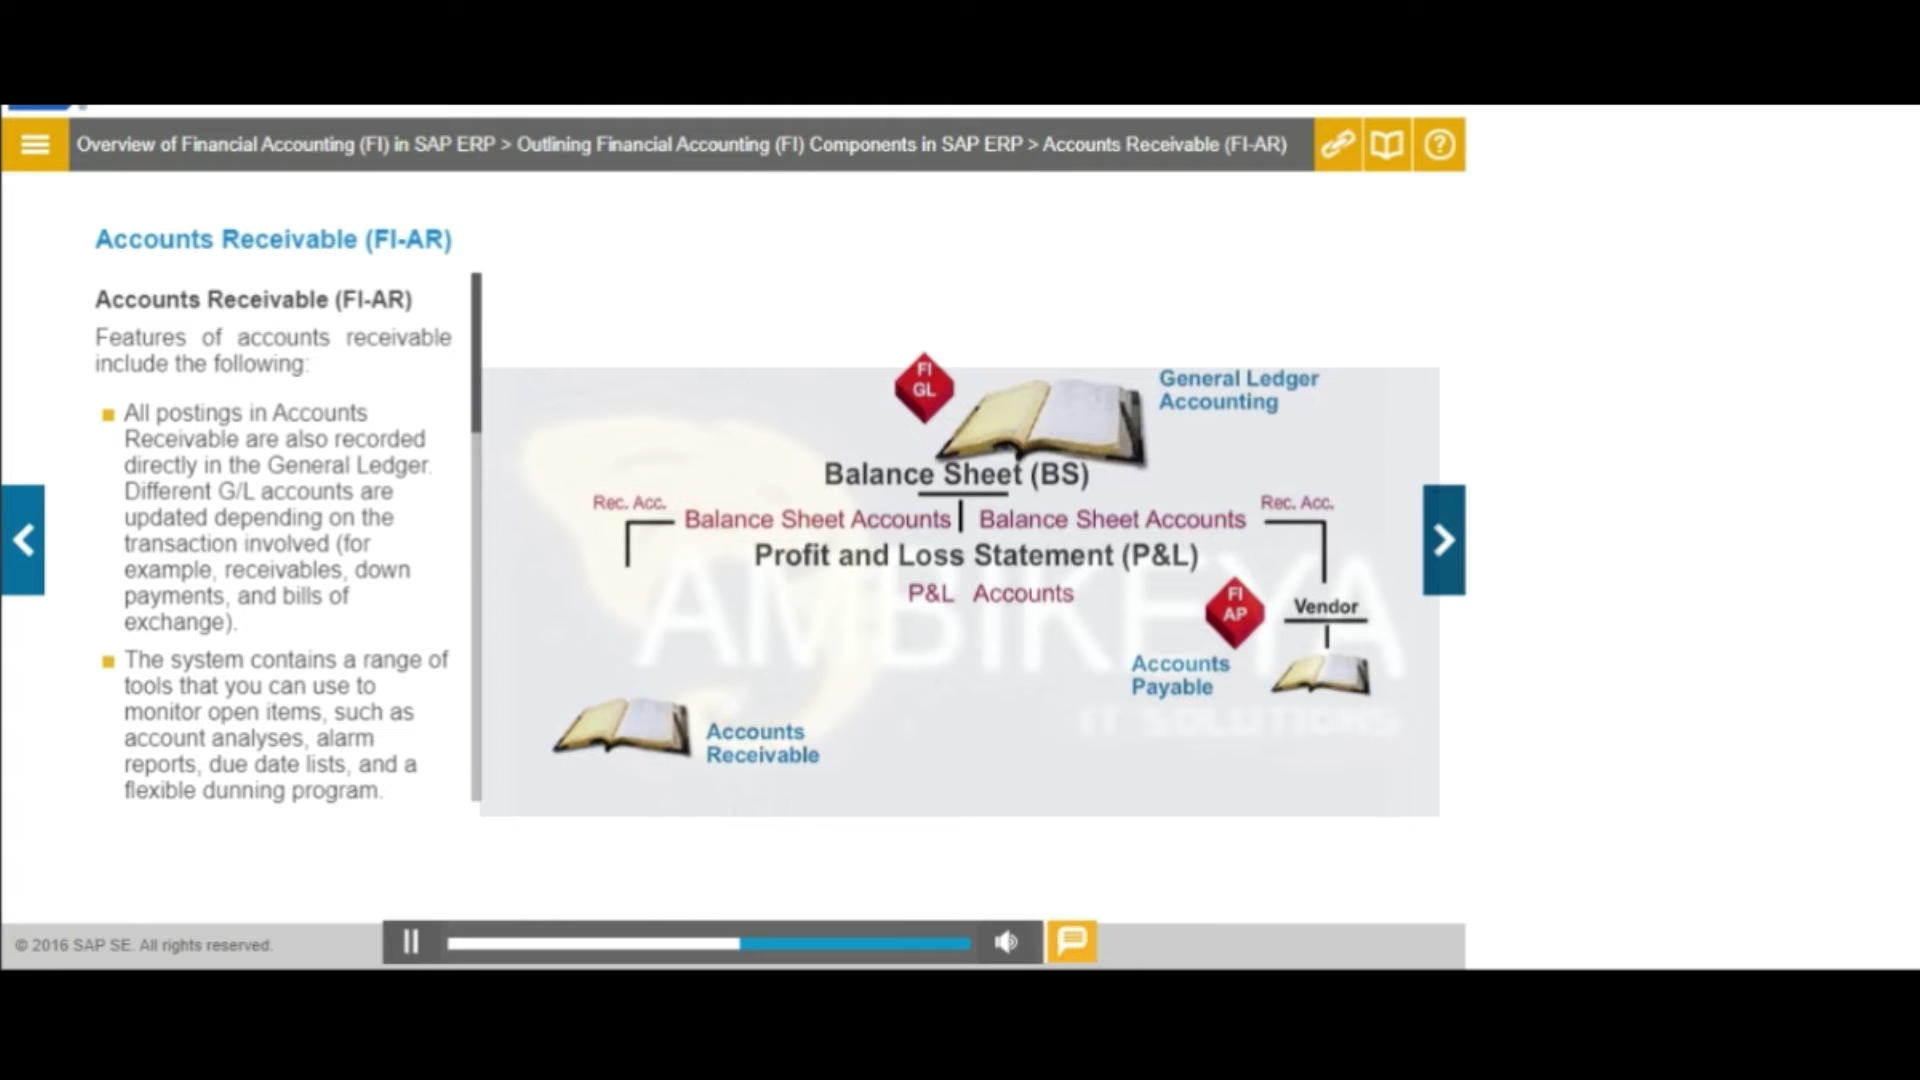 Overview of Financial Accounting (FI) in SAP ERP > Outlining Financial Accounting (FI) Components in SAP ERP > Accounts Receivable (FI-AR)
Accounts Receivable (FI-AR)
Accounts Receivable (FI-AR)
Features of accounts receivable
include the following:
All postings in Accounts
Receivable are also recorded
directly in the General Ledger.
Different G/L accounts are
updated depending on the
transaction involved (for
example, receivables, down
payments, and bills of
exchange).
The system contains a range of
tools that you can use to
monitor open items, such as
account analyses, alarm
reports, due date lists, and a
flexible dunning program.
FI
GL
General Ledger
Accounting
Balance Sheet (BS)
Rec. Acc.
Balance Sheet Accounts
Balance Sheet Accounts
Rec. Acc.
Profit and Loss Statement (P&L)
P&L Accounts
FI
AP
Vendor
Accounts
Payable
Accounts
Receivable
AMBIKEYA
IT SOLUTIONS
© 2016 SAP SE. All rights reserved.